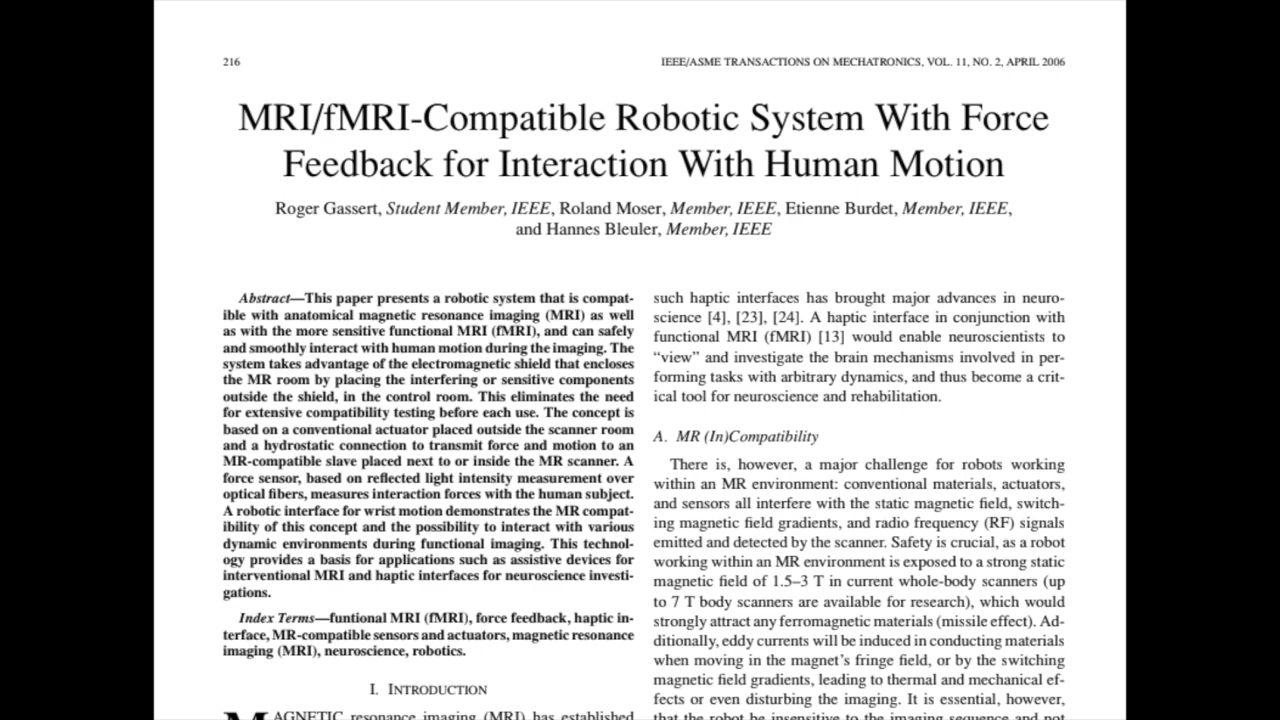 216
IEEE/ASME TRANSACTIONS ON MECHATRONICS, VOL. 11, NO. 2, APRIL 2006
MRI/fMRI-Compatible Robotic System With Force
Feedback for Interaction With Human Motion
Roger Gassert, Student Member, IEEE, Roland Moser, Member, IEEE, Etienne Burdet, Member, IEEE,
and Hannes Bleuler, Member, IEEE
Abstract—This paper presents a robotic system that is compat-
ible with anatomical magnetic resonance imaging (MRI) as well
as with the more sensitive functional MRI (fMRI), and can safely
and smoothly interact with human motion during the imaging. The
system takes advantage of the electromagnetic shield that encloses
the MR room by placing the interfering or sensitive components
outside the shield, in the control room. This eliminates the need
for extensive compatibility testing before each use. The concept is
based on a conventional actuator placed outside the scanner room
and a hydrostatic connection to transmit force and motion to an
MR-compatible slave placed next to or inside the MR scanner. A
force sensor, based on reflected light intensity measurement over
optical fibers, measures interaction forces with the human subject.
A robotic interface for wrist motion demonstrates the MR compat-
ibility of this concept and the possibility to interact with various
dynamic environments during functional imaging. This technol-
ogy provides a basis for applications such as assistive devices for
interventional MRI and haptic interfaces for neuroscience investi-
gations.
Index Terms—funtional MRI (fMRI), force feedback, haptic in-
terface, MR-compatible sensors and actuators, magnetic resonance
imaging (MRI), neuroscience, robotics.
I. INTRODUCTION
MAGNETIC resonance imaging (MRI) has established
such haptic interfaces has brought major advances in neuro-
science [4], [23], [24]. A haptic interface in conjunction with
functional MRI (fMRI) [13] would enable neuroscientists to
“view” and investigate the brain mechanisms involved in per-
forming tasks with arbitrary dynamics, and thus become a crit-
ical tool for neuroscience and rehabilitation.
A. MR (In)Compatibility
There is, however, a major challenge for robots working
within an MR environment: conventional materials, actuators,
and sensors all interfere with the static magnetic field, switch-
ing magnetic field gradients, and radio frequency (RF) signals
emitted and detected by the scanner. Safety is crucial, as a robot
working within an MR environment is exposed to a strong static
magnetic field of 1.5–3 T in current whole-body scanners (up
to 7 T body scanners are available for research), which would
strongly attract any ferromagnetic materials (missile effect). Ad-
ditionally, eddy currents will be induced in conducting materials
when moving in the magnet’s fringe field, or by the switching
magnetic field gradients, leading to thermal and mechanical ef-
fects or even disturbing the imaging. It is essential, however,
that the robot be insensitive to the imaging sequence and not